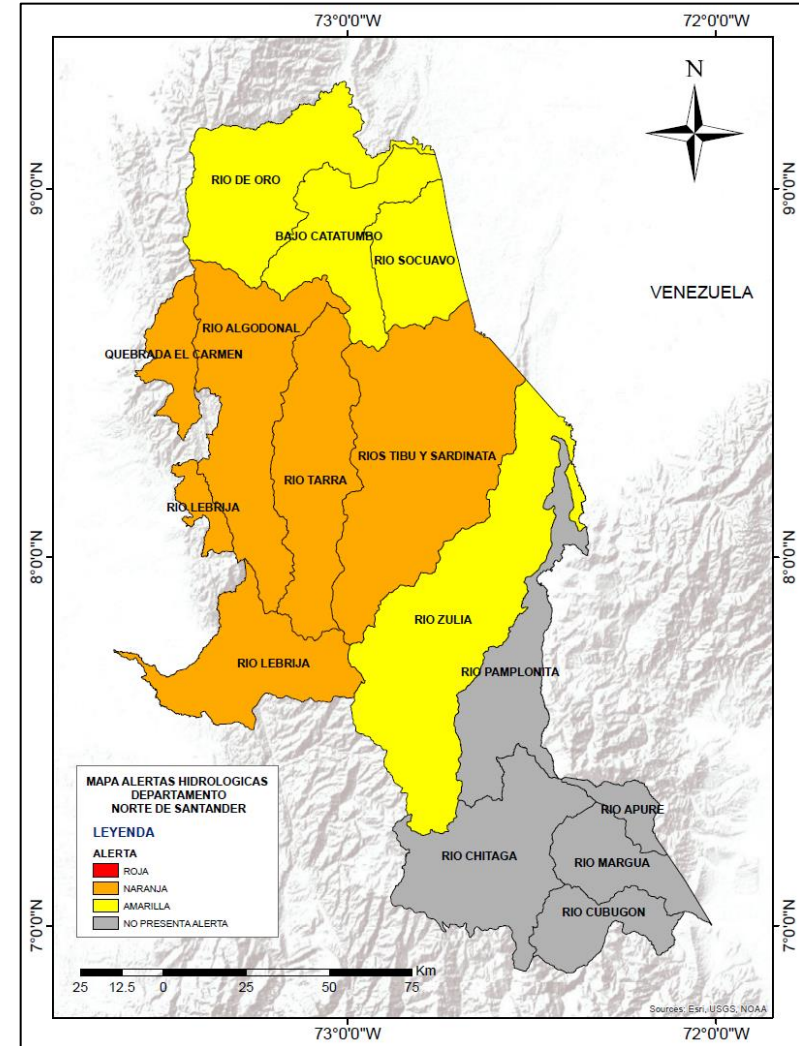 73°0'0"W
72°0'0"W
N
9°0'0"N
9°0'0"N
RIO DE ORO
BAJO CATATUMBO
RIO SOCUAVO
VENEZUELA
RIO ALGODONAL
QUEBRADA EL CARMEN
RIOS TIBU Y SARDINATA
RIO TARRA
RIO LEBRIJA
8°0'0"N
8°0'0"N
RIO ZULIA
RIO LEBRIJA
RIO PAMPLONITA
MAPA ALERTAS HIDROLOGICAS
DEPARTAMENTO
NORTE DE SANTANDER
LEYENDA
ALERTA
ROJA
NARANJA
AMARILLA
NO PRESENTA ALERTA
RIO APURE
RIO CHITAGA
RIO MARGUA
RIO CUBUGON
7°0'0"N
7°0'0"N
Km
25 12.5 0 25 50 75
Sources: Esri, USGS, NOAA
73°0'0"W
72°0'0"W